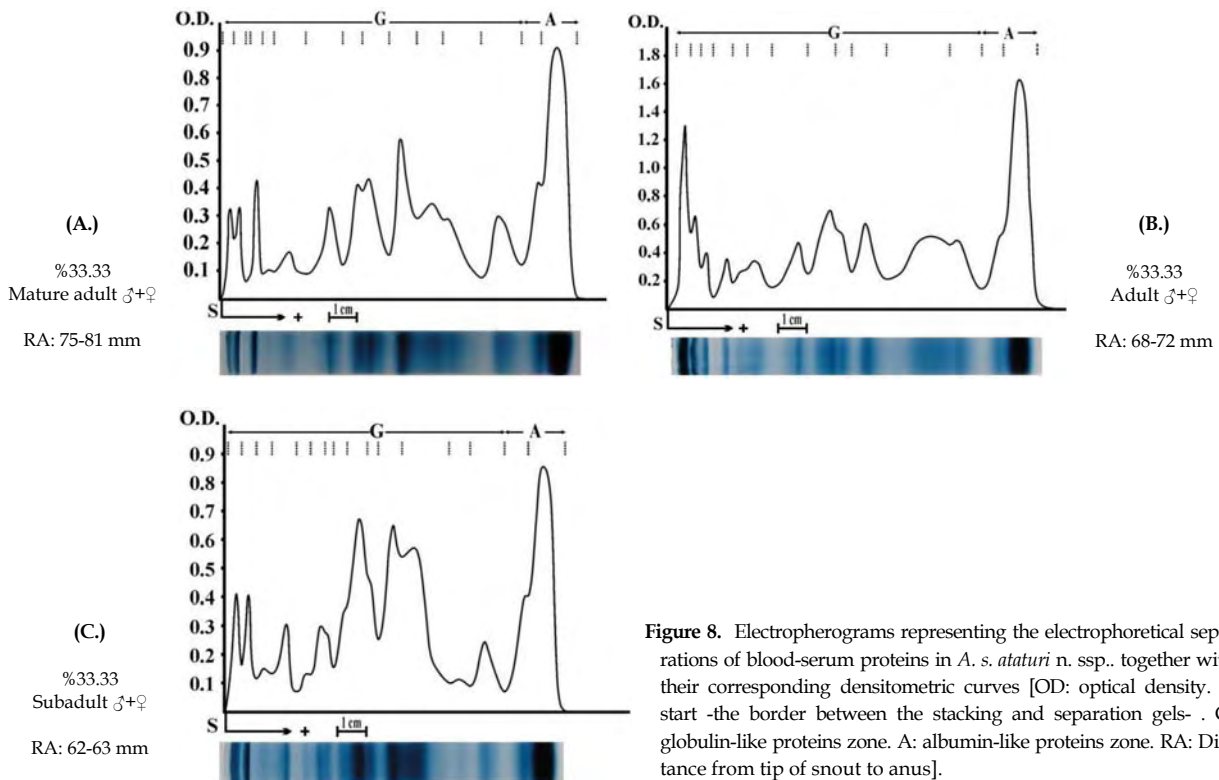 O.D.
G
A
0.9
0.8
0.7
0.6
0.5
0.4
0.3
0.2
0.1
S
+
1 cm
(A.)
%33.33
Mature adult ♂+♀
RA: 75-81 mm
O.D.
G
A
1.8
1.6
1.4
1.2
1.0
0.8
0.6
0.4
0.2
S
+
1 cm
(B.)
%33.33
Adult ♂+♀
RA: 68-72 mm
O.D.
G
A
0.9
0.8
0.7
0.6
0.5
0.4
0.3
0.2
0.1
S
+
1 cm
(C.)
%33.33
Subadult ♂+♀
RA: 62-63 mm
Figure 8. Electropherograms representing the electrophoretical sep
rations of blood-serum proteins in A. s. ataturi n. ssp.. together wi
their corresponding densitometric curves [OD: optical density.
start -the border between the stacking and separation gels- .
globulin-like proteins zone. A: albumin-like proteins zone. RA: Di
tance from tip of snout to anus].